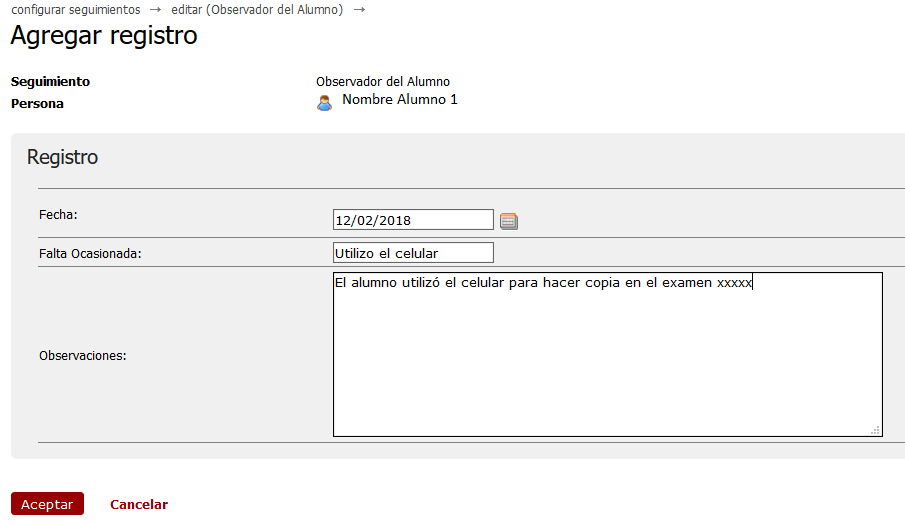 configurar seguimientos → editar (Observador del Alumno) →
Agregar registro
Seguimiento Observador del Alumno
Persona Nombre Alumno 1
Registro
Fecha: 12/02/2018
Falta Ocasionada: Utilizo el celular
Observaciones: El alumno utilizó el celular para hacer copia en el examen xxxxx
Aceptar Cancelar